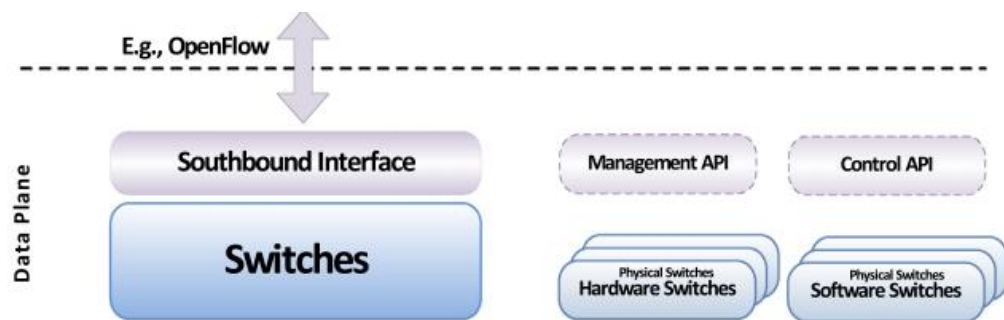 E.g., OpenFlow
Data Plane
Southbound Interface
Management API
Control API
Switches
Physical Switches
Hardware Switches
Physical Switches
Software Switches